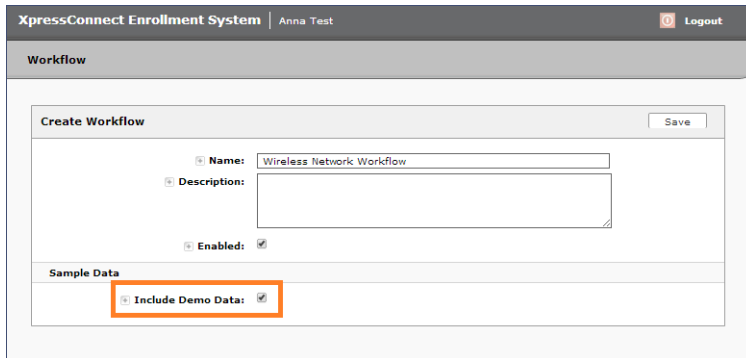 XpressConnect Enrollment System | Anna Test Logout
Workflow
Create Workflow Save
Name: Wireless Network Workflow
Description:
Enabled:
Sample Data
Include Demo Data: